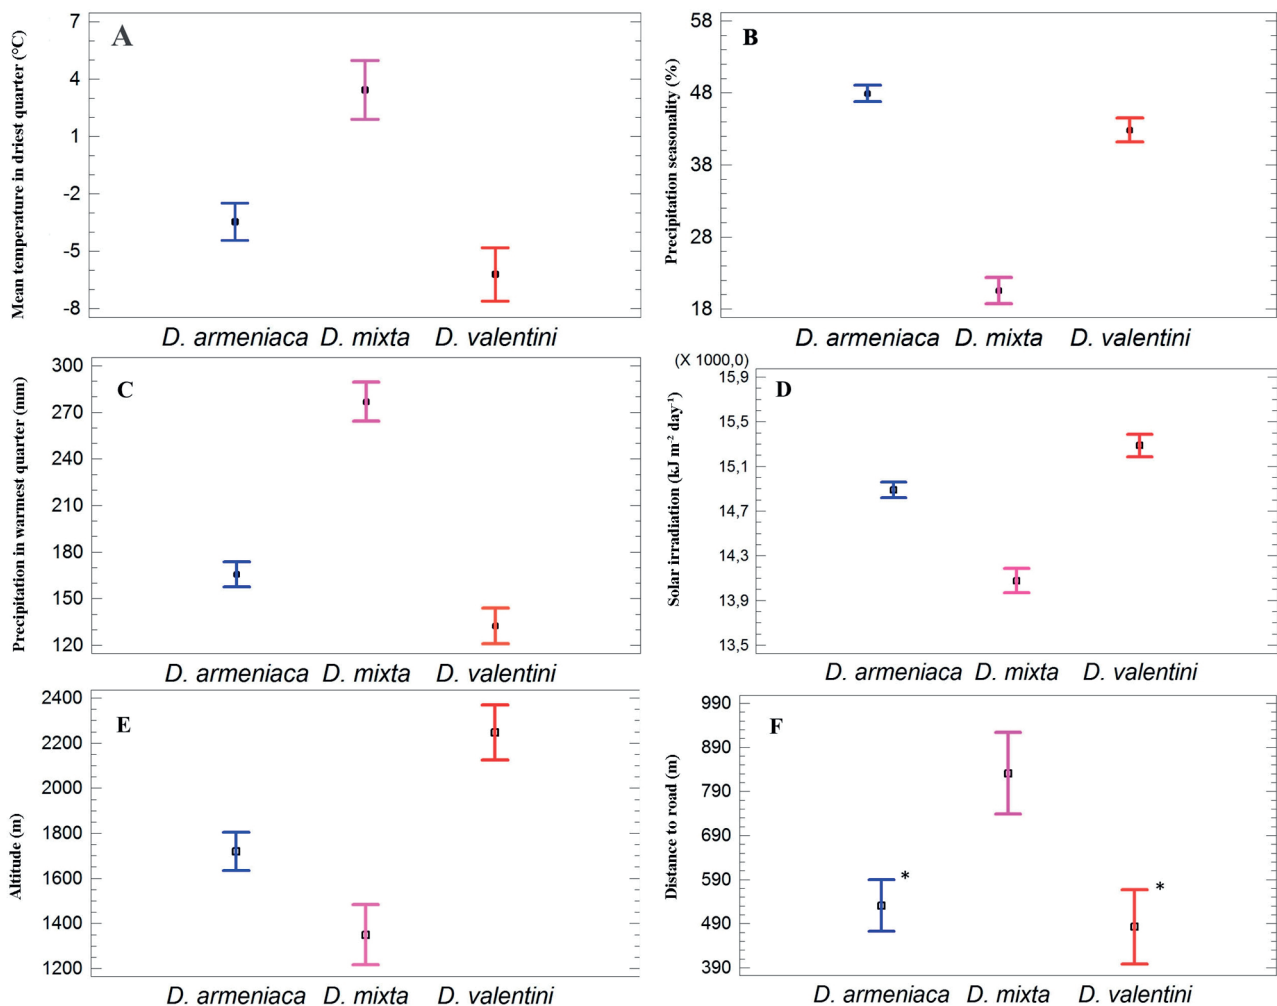 A
Mean temperature in driest quarter (°C)
7
4
1
-2
-5
-8
D. armeniaca D. mixta D. valentini
B
Precipitation seasonality (%)
58
48
38
28
18
D. armeniaca D. mixta D. valentini
C
Precipitation in warmest quarter (mm)
300
270
240
210
180
150
120
D. armeniaca D. mixta D. valentini
(X 1000,0)
D
Solar irradiation (kJ m⁻² day⁻¹)
15,9
15,5
15,1
14,7
14,3
13,9
13,5
D. armeniaca D. mixta D. valentini
E
Altitude (m)
2400
2200
2000
1800
1600
1400
1200
D. armeniaca D. mixta D. valentini
F
Distance to road (m)
990
890
790
690
590
490
390
*
*
D. armeniaca D. mixta D. valentini